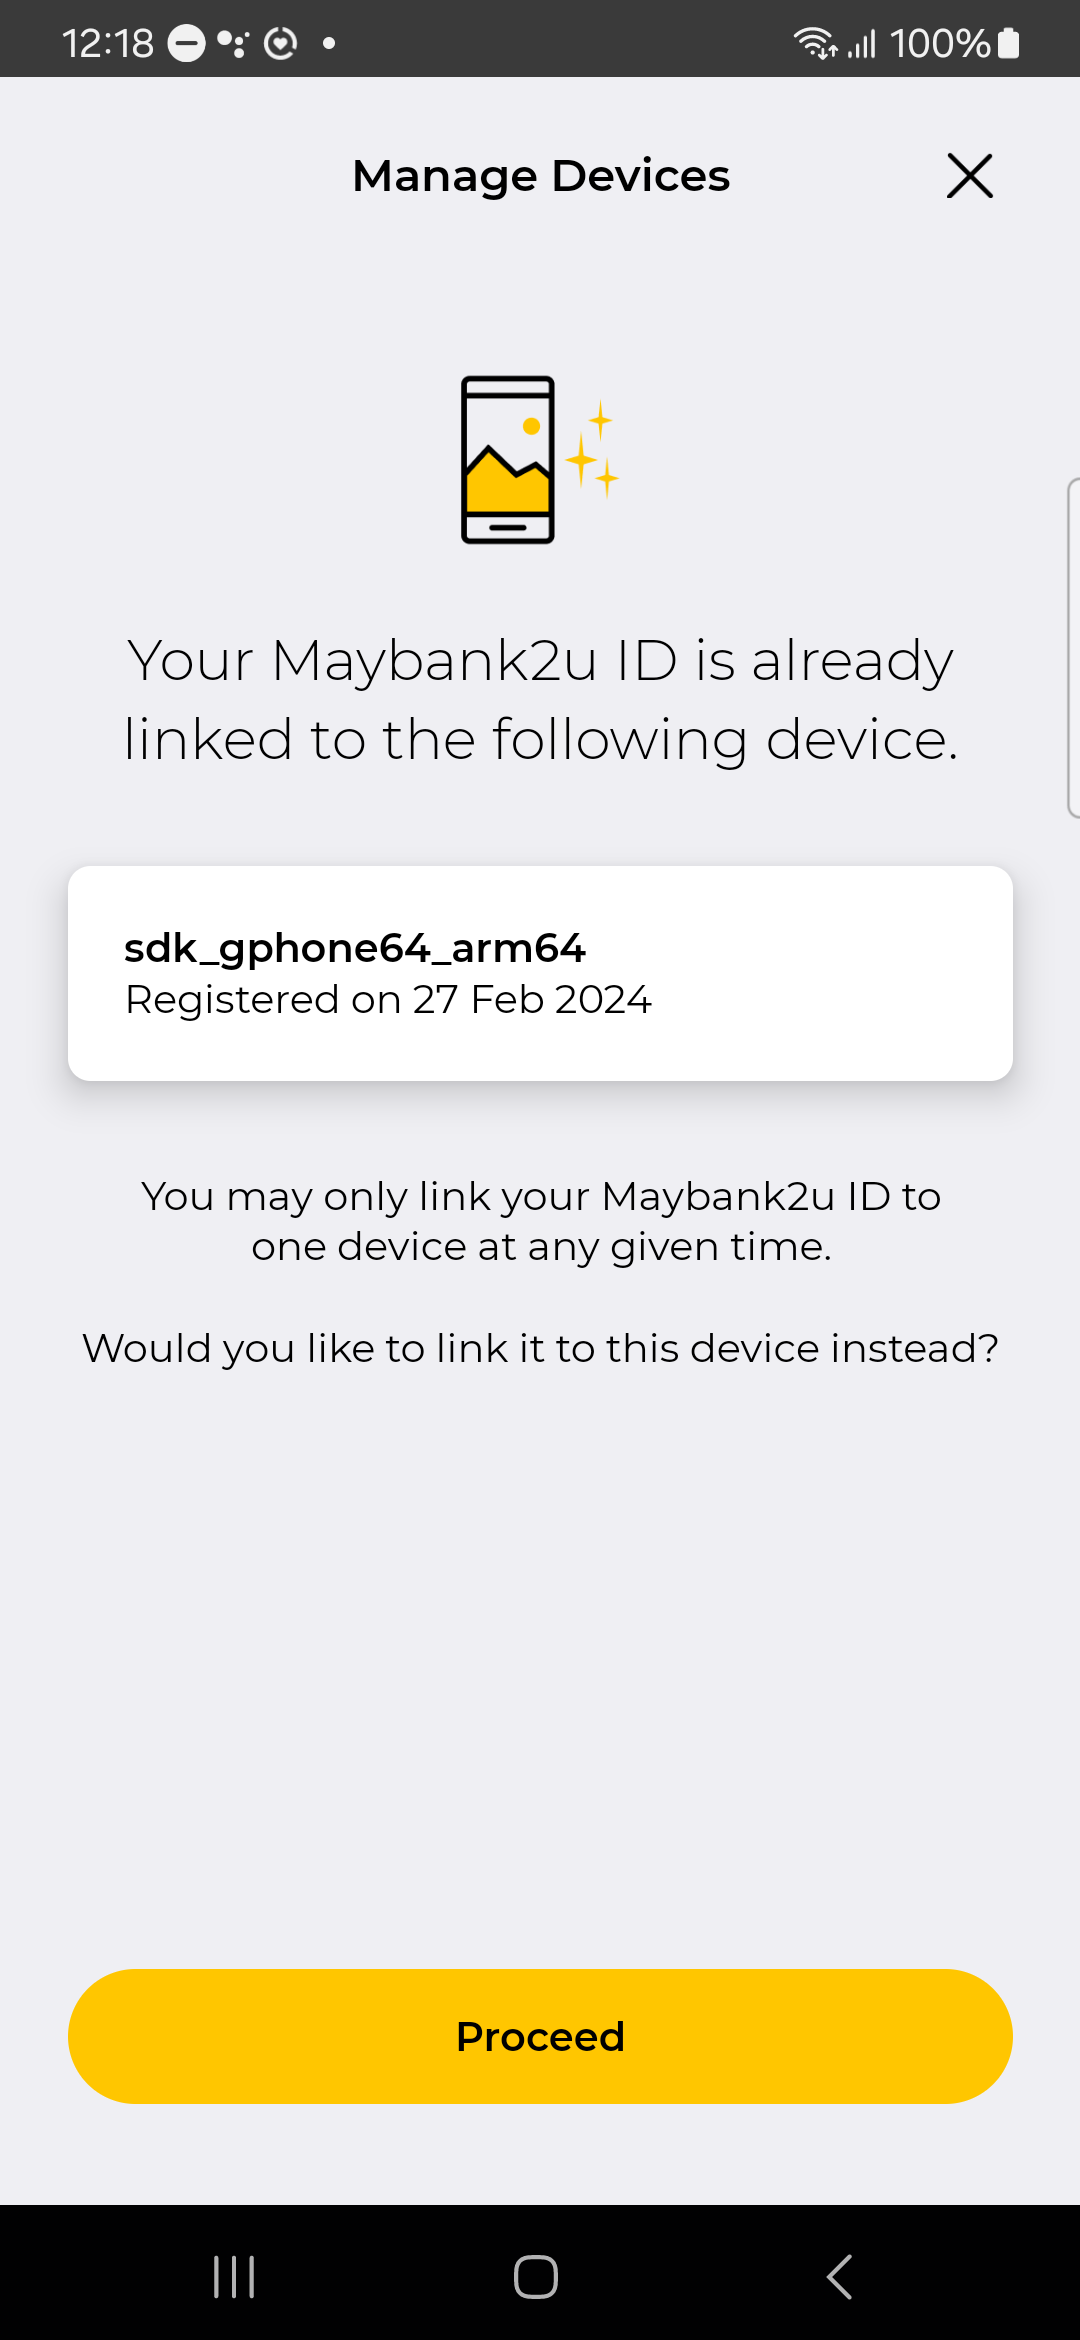 12:18
100%
Manage Devices
Your Maybank2u ID is already
linked to the following device.
sdk_gphone64_arm64
Registered on 27 Feb 2024
You may only link your Maybank2u ID to
one device at any given time.
Would you like to link it to this device instead?
Proceed